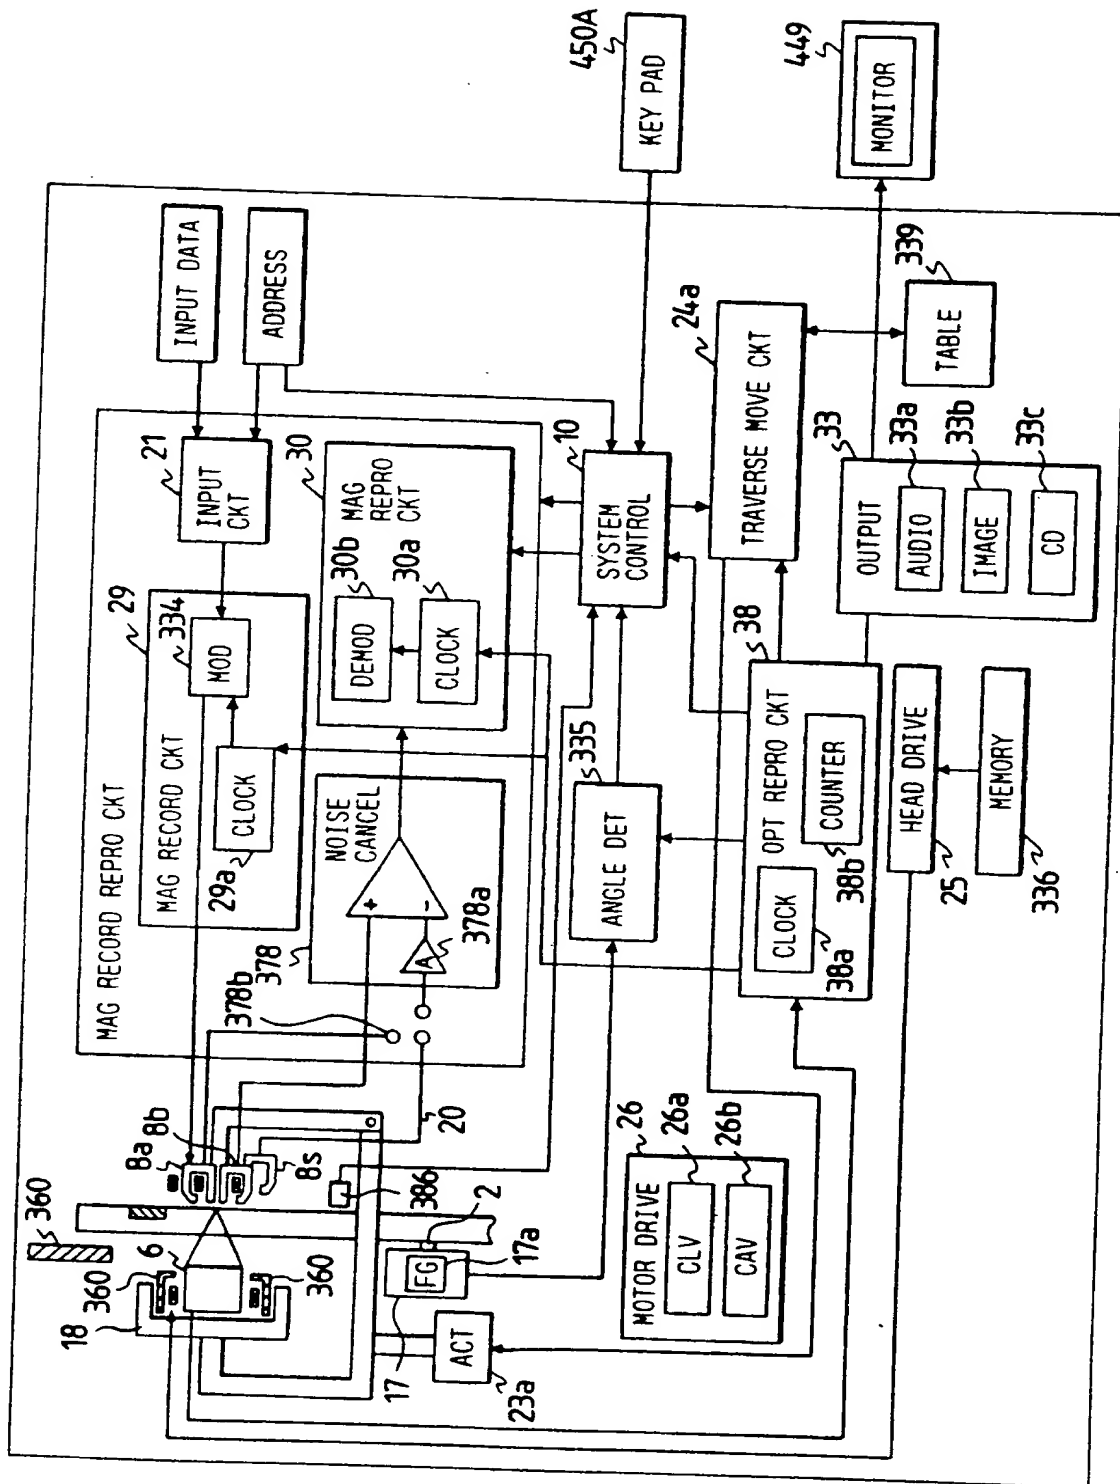 INPUT DATA
ADDRESS
450A
KEY PAD
449
MONITOR
MAG RECORD REPRO CKT
21
INPUT
CKT
29
MAG RECORD CKT
334
MOD
CLOCK
29a
30
MAG
REPRO
CKT
30b
DEMOD
30a
CLOCK
NOISE
CANCEL
+
-
A
378
378a
378b
10
SYSTEM
CONTROL
24a
TRAVERSE MOVE CKT
339
TABLE
33
OUTPUT
33a
AUDIO
33b
IMAGE
33c
CD
335
ANGLE DET
38
OPT REPRO CKT
CLOCK
38a
COUNTER
38b
HEAD DRIVE
25
MEMORY
336
360
8a
8b
8s
20
386
2
6
360
360
18
17a
FG
17
ACT
23a
26
MOTOR DRIVE
26a
CLV
26b
CAV